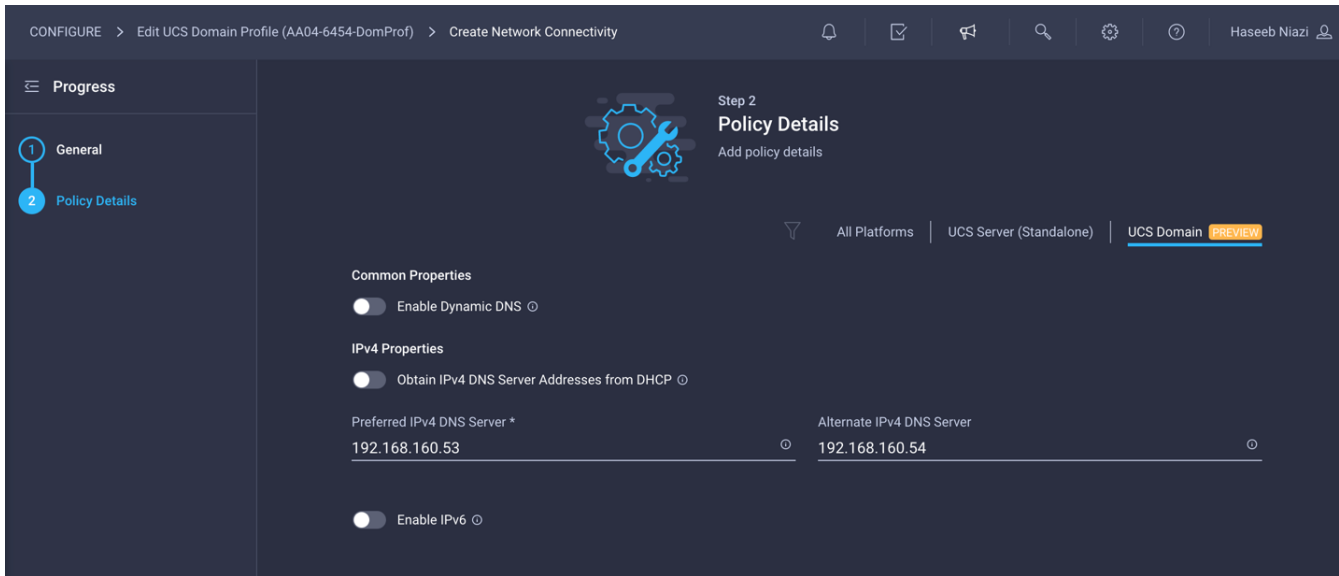 CONFIGURE > Edit UCS Domain Profile (AA04-6454-DomProf) > Create Network Connectivity
Haseeb Niazi
Progress
1 General
2 Policy Details
Step 2
Policy Details
Add policy details
All Platforms | UCS Server (Standalone) | UCS Domain PREVIEW
Common Properties
Enable Dynamic DNS
IPv4 Properties
Obtain IPv4 DNS Server Addresses from DHCP
Preferred IPv4 DNS Server * Alternate IPv4 DNS Server
192.168.160.53 192.168.160.54
Enable IPv6